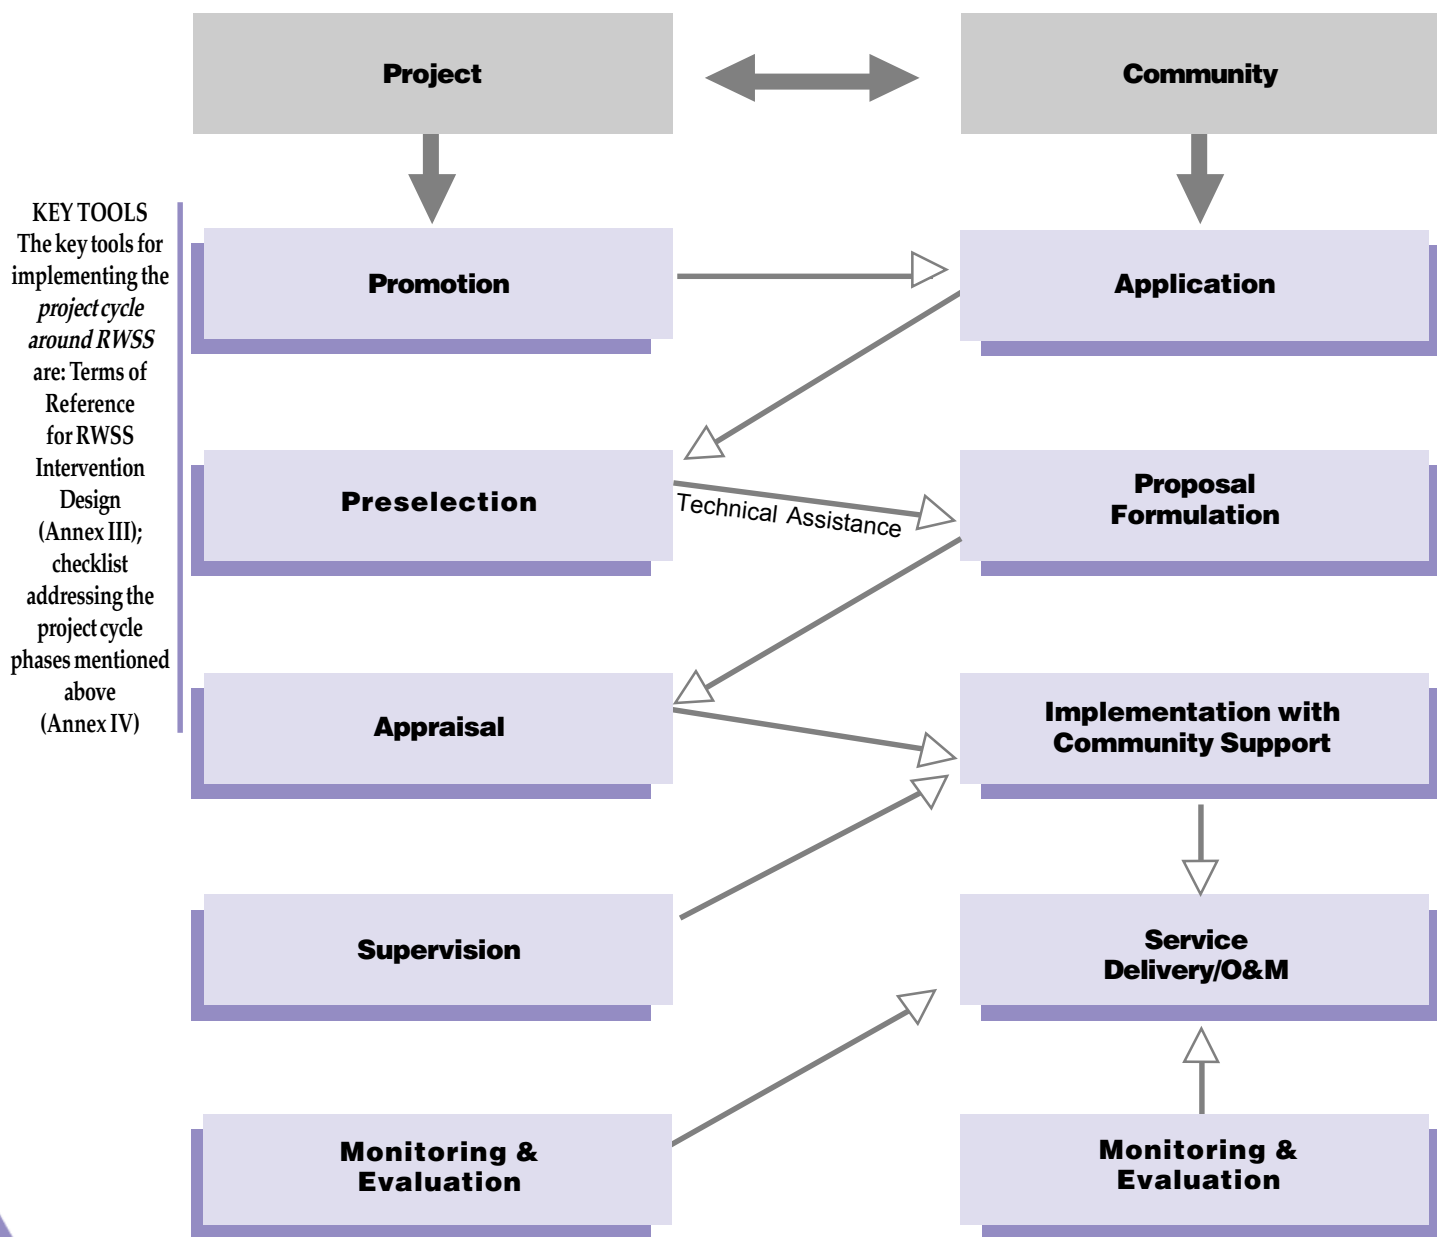 Project
Community
KEY TOOLS
The key tools for
implementing the
project cycle
around RWSS
are: Terms of
Reference
for RWSS
Intervention
Design
(Annex III);
checklist
addressing the
project cycle
phases mentioned
above
(Annex IV)
Promotion
Application
Preselection
Technical Assistance
Proposal
Formulation
Appraisal
Implementation with
Community Support
Supervision
Service
Delivery/O&M
Monitoring &
Evaluation
Monitoring &
Evaluation